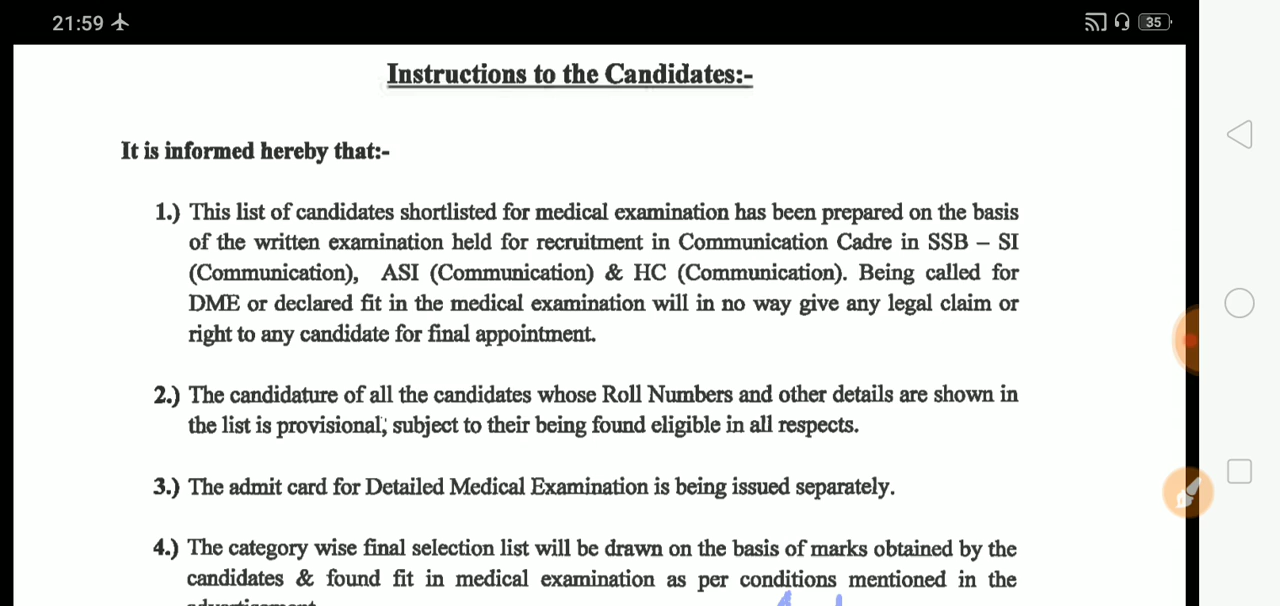 21:59
35
Instructions to the Candidates:-
It is informed hereby that:-
1.) This list of candidates shortlisted for medical examination has been prepared on the basis
of the written examination held for recruitment in Communication Cadre in SSB – SI
(Communication), ASI (Communication) & HC (Communication). Being called for
DME or declared fit in the medical examination will in no way give any legal claim or
right to any candidate for final appointment.
2.) The candidature of all the candidates whose Roll Numbers and other details are shown in
the list is provisional, subject to their being found eligible in all respects.
3.) The admit card for Detailed Medical Examination is being issued separately.
4.) The category wise final selection list will be drawn on the basis of marks obtained by the
candidates & found fit in medical examination as per conditions mentioned in the